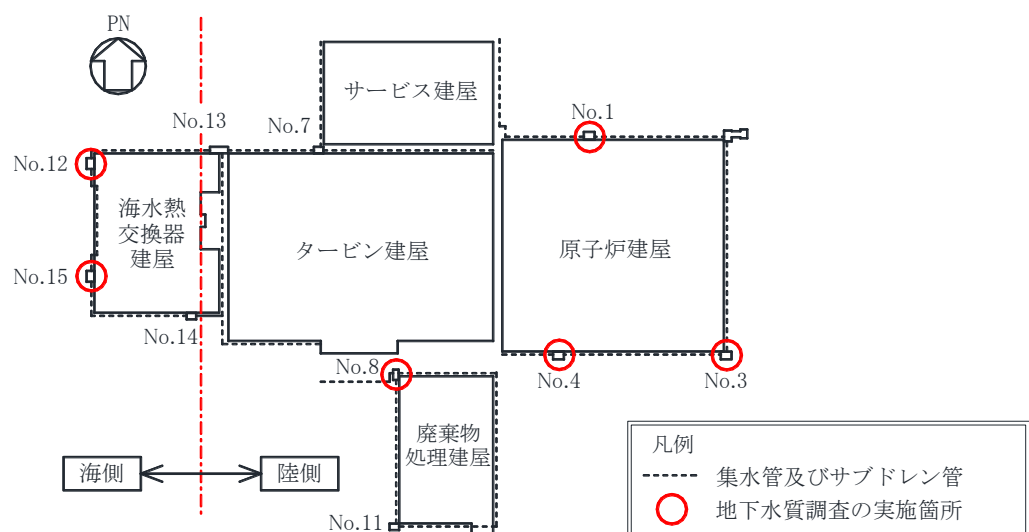 PN
サービス建屋
No.1
No.13
No.7
No.12
海水熱
交換器
建屋
タービン建屋
原子炉建屋
No.15
No.14
No.8
No.4
No.3
廃棄物
処理建屋
海側
陸側
No.11
凡例
集水管及びサブドレン管
地下水質調査の実施箇所